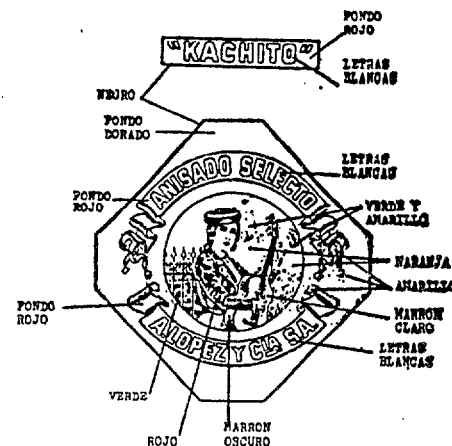 FONDO
ROJO
"KACHITO"
LETRAS
BLANCAS
NEJRO
FONDO
DORADO
ANISADO SELECTO
LETRAS
BLANCAS
FONDO
ROJO
VERDE Y
AMARILLO
NARANJA
AMARILLO
FONDO
ROJO
MARRON
CLARO
A.LOPEZ Y CIA S.A.
LETRAS
BLANCAS
VERDE
ROJO
MARRON
OSCURO